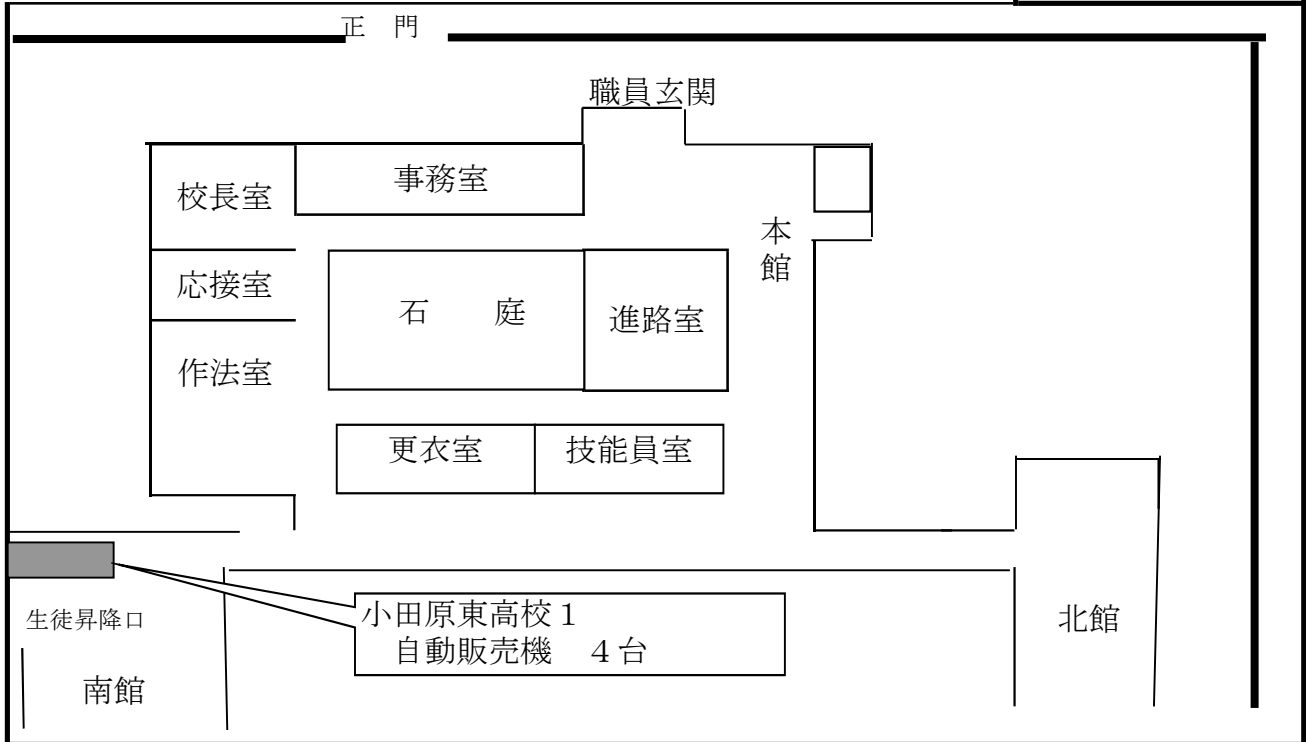 正 門
職員玄関
事務室
校長室
本
館
応接室
石 庭
進路室
作法室
更衣室
技能員室
生徒昇降口
小田原東高校１
自動販売機 ４台
北館
南館